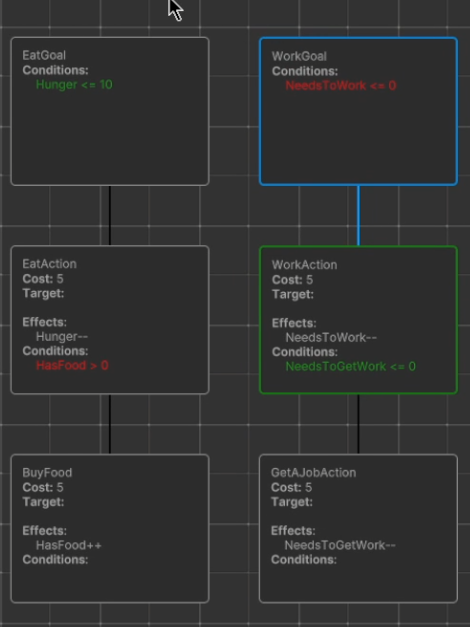 EatGoal
Conditions:
Hunger <= 10
WorkGoal
Conditions:
NeedsToWork <= 0
EatAction
Cost: 5
Target:
Effects:
Hunger--
Conditions:
HasFood > 0
WorkAction
Cost: 5
Target:
Effects:
NeedsToWork--
Conditions:
NeedsToGetWork <= 0
BuyFood
Cost: 5
Target:
Effects:
HasFood++
Conditions:
GetAJobAction
Cost: 5
Target:
Effects:
NeedsToGetWork--
Conditions: